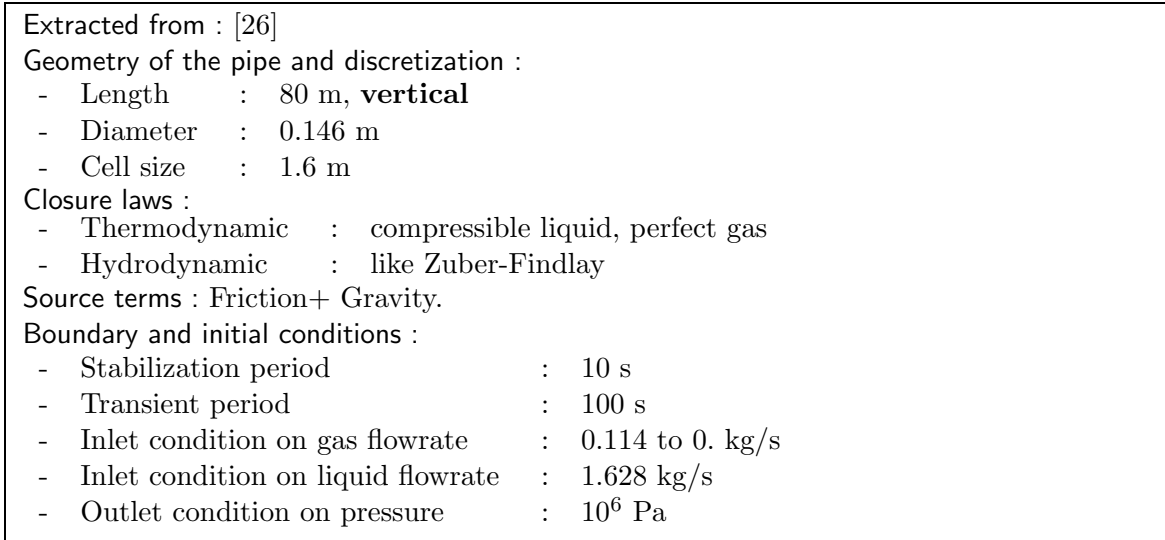 Extracted from : [26]
Geometry of the pipe and discretization :
- Length : 80 m, vertical
- Diameter : 0.146 m
- Cell size : 1.6 m
Closure laws :
- Thermodynamic : compressible liquid, perfect gas
- Hydrodynamic : like Zuber-Findlay
Source terms : Friction+ Gravity.
Boundary and initial conditions :
- Stabilization period : 10 s
- Transient period : 100 s
- Inlet condition on gas flowrate : 0.114 to 0. kg/s
- Inlet condition on liquid flowrate : 1.628 kg/s
- Outlet condition on pressure : 10⁶ Pa